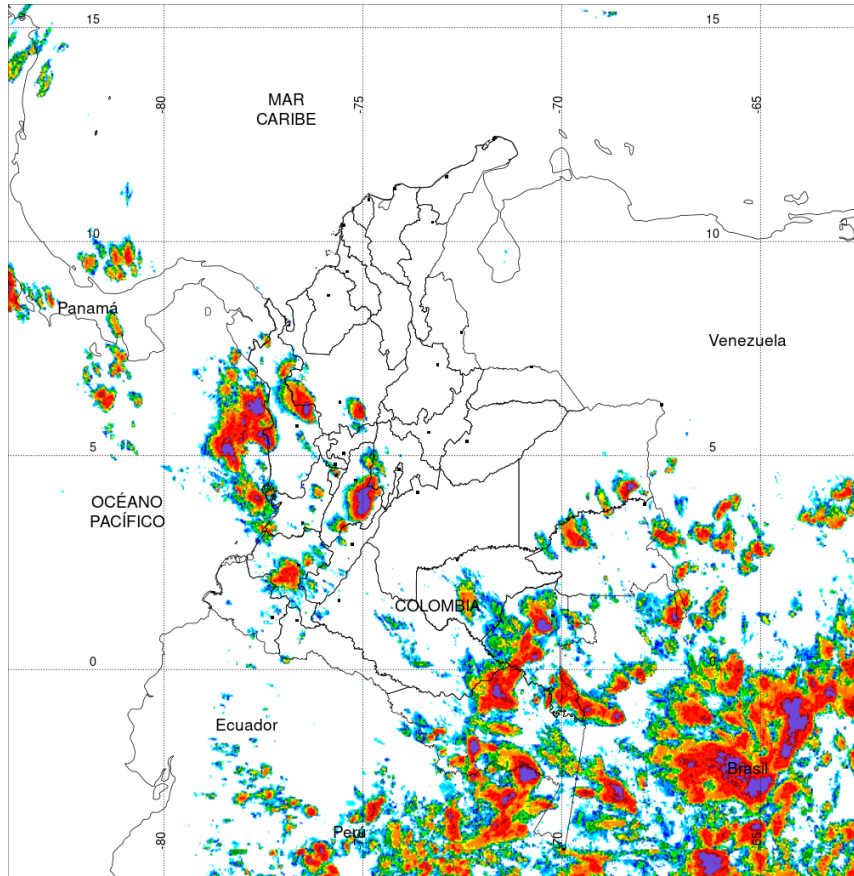 15
15
-80
-75
-70
-65
MAR
CARIBE
10
10
Panamá
Venezuela
5
5
OCÉANO
PACÍFICO
COLOMBIA
0
0
Ecuador
Brasil
Perú
-80
-70
-65